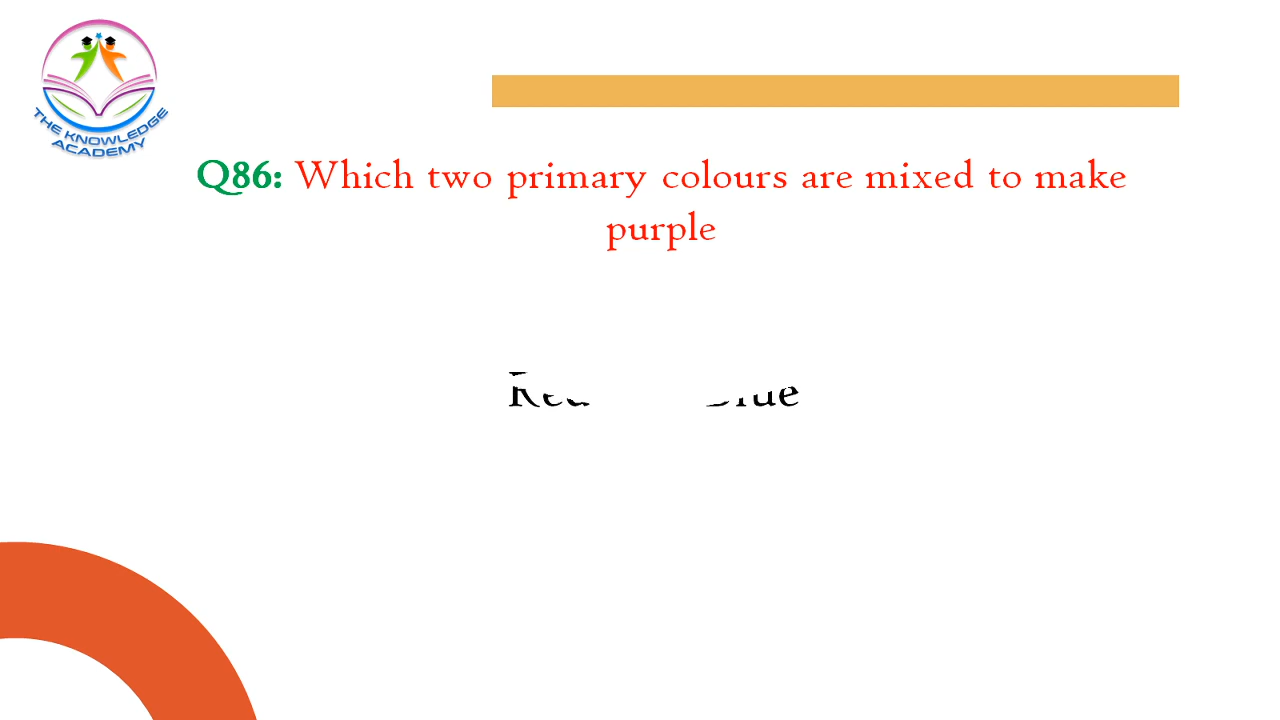 THE KNOWLEDGE
ACADEMY
Q86: Which two primary colours are mixed to make
purple
Red Blue